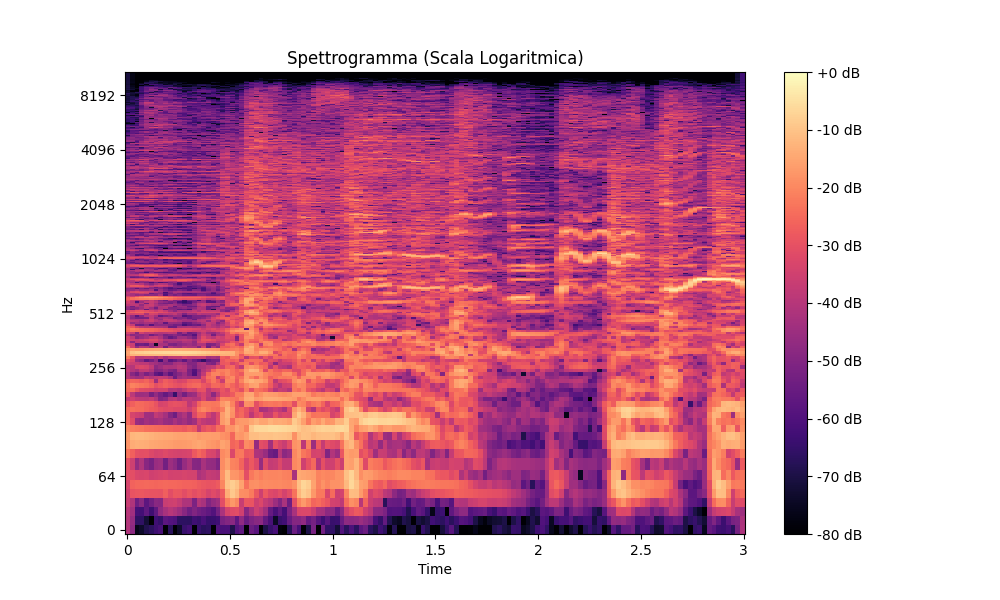 Spettrogramma (Scala Logaritmica)
Hz
8192
4096
2048
1024
512
256
128
64
0
0 0.5 1 1.5 2 2.5 3
Time
+0 dB
-10 dB
-20 dB
-30 dB
-40 dB
-50 dB
-60 dB
-70 dB
-80 dB